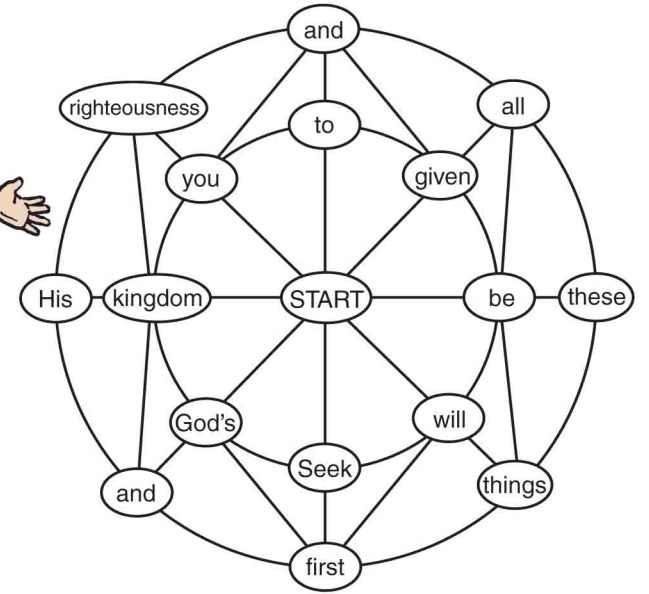 and
righteousness
all
to
you
given
His
kingdom
START
be
these
God's
will
Seek
and
things
first